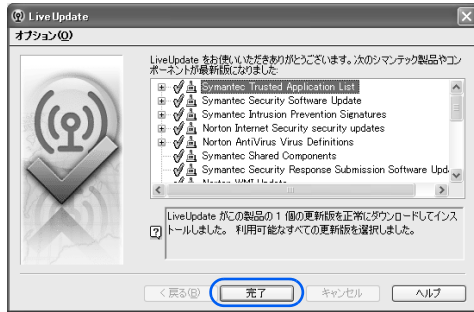 LiveUpdate
オプション(O)
LiveUpdate をお使いいただきありがとうございます。次のシマンテック製品やコン
ポーネントが最新版になりました:
Symantec Trusted Application List
Symantec Security Software Update
Symantec Intrusion Prevention Signatures
Norton Internet Security security updates
Norton AntiVirus Virus Definitions
Symantec Shared Components
Symantec Security Response Submission Software Upd
Norton WMI Update
LiveUpdate がこの製品の 1 個の更新版を正常にダウンロードしてインス
トールしました。 利用可能なすべての更新版を選択しました。
< 戻る(B) 完了 キャンセル ヘルプ